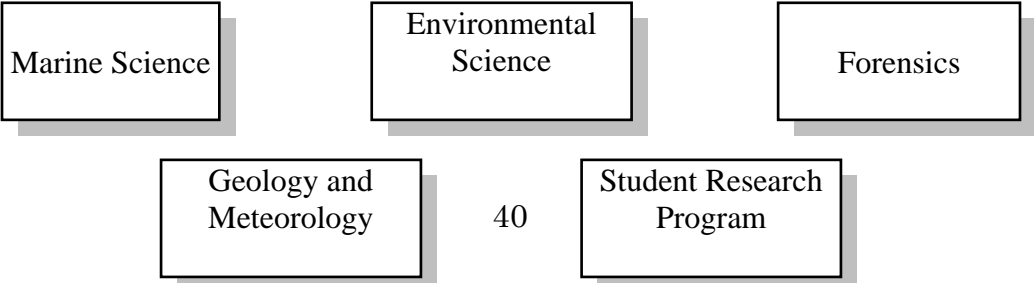 Marine Science
Environmental
Science
Forensics
Geology and
Meteorology
40
Student Research
Program